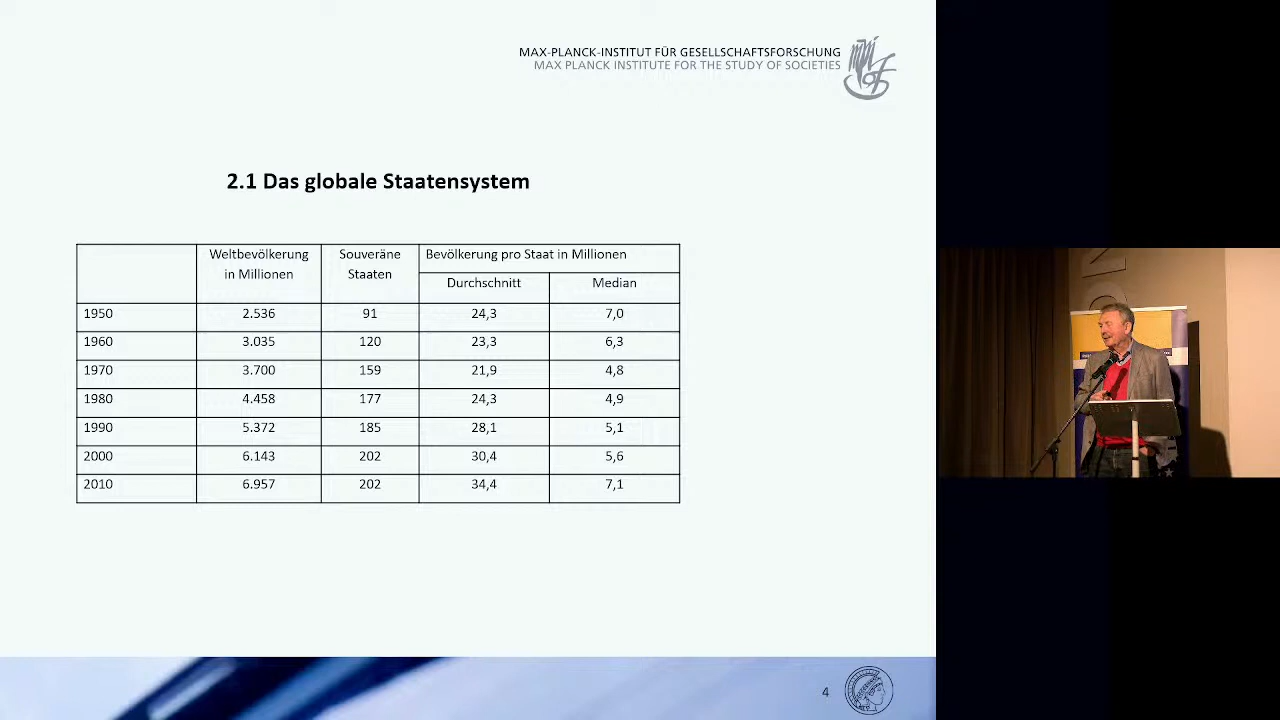 MAX-PLANCK-INSTITUT FÜR GESELLSCHAFTSFORSCHUNG
MAX PLANCK INSTITUTE FOR THE STUDY OF SOCIETIES
2.1 Das globale Staatensystem
Weltbevölkerung in Millionen Souveräne Staaten Bevölkerung pro Staat in Millionen
Durchschnitt Median
1950 2.536 91 24,3 7,0
1960 3.035 120 23,3 6,3
1970 3.700 159 21,9 4,8
1980 4.458 177 24,3 4,9
1990 5.372 185 28,1 5,1
2000 6.143 202 30,4 5,6
2010 6.957 202 34,4 7,1
4